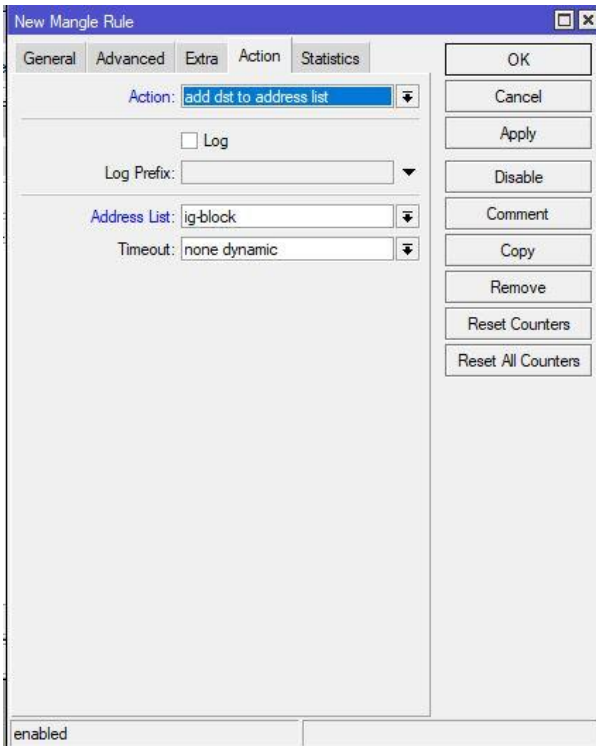 New Mangle Rule
General Advanced Extra Action Statistics
Action: add dst to address list
Log
Log Prefix:
Address List: ig-block
Timeout: none dynamic
OK
Cancel
Apply
Disable
Comment
Copy
Remove
Reset Counters
Reset All Counters
enabled